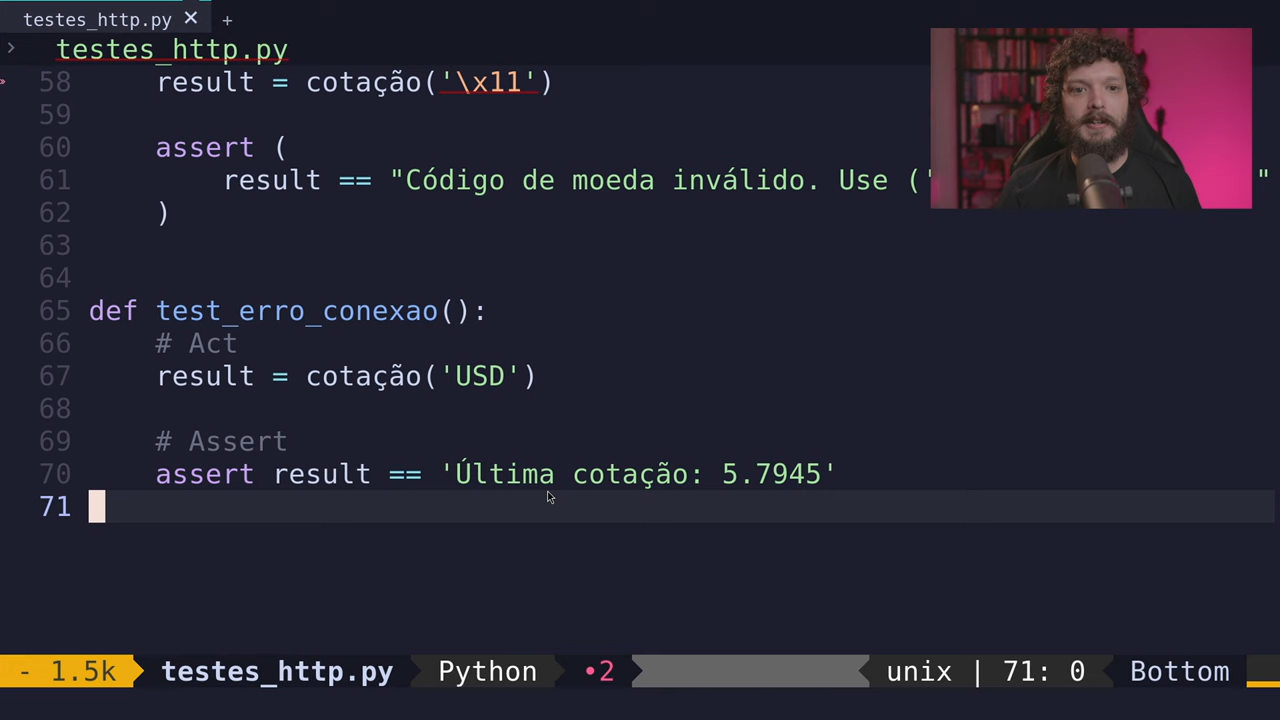 testes_http.py ✕ +
testes_http.py
58 result = cotação('\x11')
59
60 assert (
61 result == "Código de moeda inválido. Use (' "
62 )
63
64
65 def test_erro_conexao():
66 # Act
67 result = cotação('USD')
68
69 # Assert
70 assert result == 'Última cotação: 5.7945'
71
- 1.5k testes_http.py Python •2 unix | 71: 0 Bottom